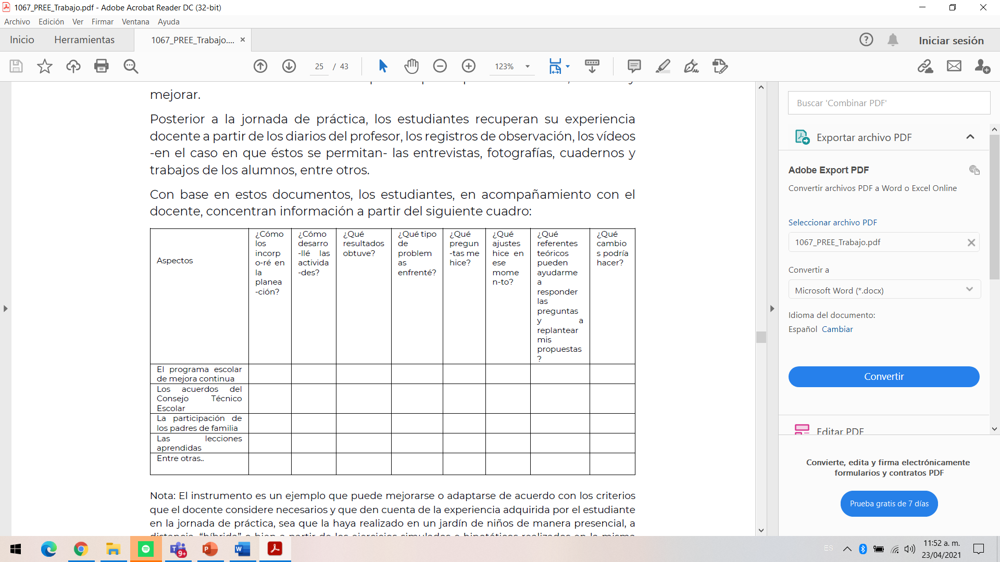 1067_PREE_Trabajo.pdf - Adobe Acrobat Reader DC (32-bit)
Archivo Edición Ver Firmar Ventana Ayuda
Inicio Herramientas 1067_PREE_Trabajo.... Iniciar sesión
25 / 43 123%
mejorar.
Posterior a la jornada de práctica, los estudiantes recuperan su experiencia
docente a partir de los diarios del profesor, los registros de observación, los vídeos
-en el caso en que éstos se permitan- las entrevistas, fotografías, cuadernos y
trabajos de los alumnos, entre otros.
Con base en estos documentos, los estudiantes, en acompañamiento con el
docente, concentran información a partir del siguiente cuadro:
Aspectos
¿Cómo
los
incorp
o-ré en
la
planea
-ción?
¿Cómo
desarro
-llé las
activida
-des?
¿Qué
resultados
obtuve?
¿Qué tipo
de
problem
as
enfrenté?
¿Qué
pregun
-tas me
hice?
¿Qué
ajustes
hice en
ese
mome
n-to?
¿Qué
referentes
teóricos
pueden
ayudarme
a
responder
las
preguntas
y a
replantear
mis
propuestas
?
¿Qué
cambio
s podría
hacer?
El programa escolar
de mejora continua
Los acuerdos del
Consejo Técnico
Escolar
La participación de
los padres de familia
Las lecciones
aprendidas
Entre otras..
Nota: El instrumento es un ejemplo que puede mejorarse o adaptarse de acuerdo con los criterios
que el docente considere necesarios y que den cuenta de la experiencia adquirida por el estudiante
en la jornada de práctica, sea que la haya realizado en un jardín de niños de manera presencial, a
Buscar 'Combinar PDF'
Exportar archivo PDF
Adobe Export PDF
Convertir archivos PDF a Word o Excel Online
Seleccionar archivo PDF
1067_PREE_Trabajo.pdf
Convertir a
Microsoft Word (*.docx)
Idioma del documento:
Español Cambiar
Convertir
Editar PDF
Convierte, edita y firma electrónicamente
formularios y contratos PDF
Prueba gratis de 7 días
9+
ES
11:52 a. m.
23/04/2021